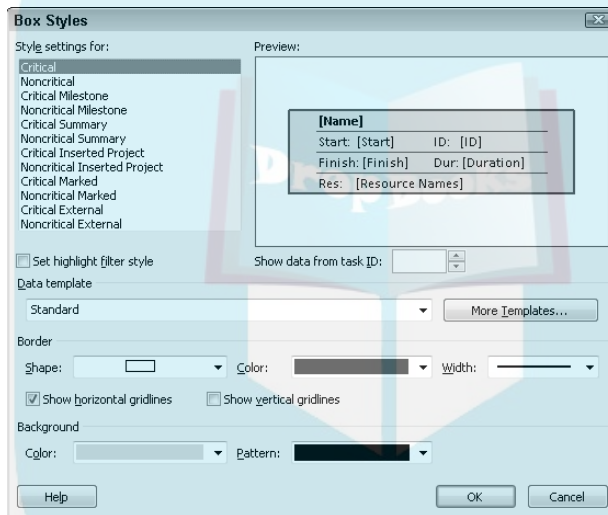 Box Styles
Style settings for:
Preview:
Critical
Noncritical
Critical Milestone
Noncritical Milestone
Critical Summary
Noncritical Summary
Critical Inserted Project
Noncritical Inserted Project
Critical Marked
Noncritical Marked
Critical External
Noncritical External
[Name]
Start: [Start] ID: [ID]
Finish: [Finish] Dur: [Duration]
Res: [Resource Names]
Drop Books
Set highlight filter style
Show data from task ID:
Data template
Standard
More Templates...
Border
Shape: Color: Width:
Show horizontal gridlines Show vertical gridlines
Background
Color: Pattern:
Help OK Cancel